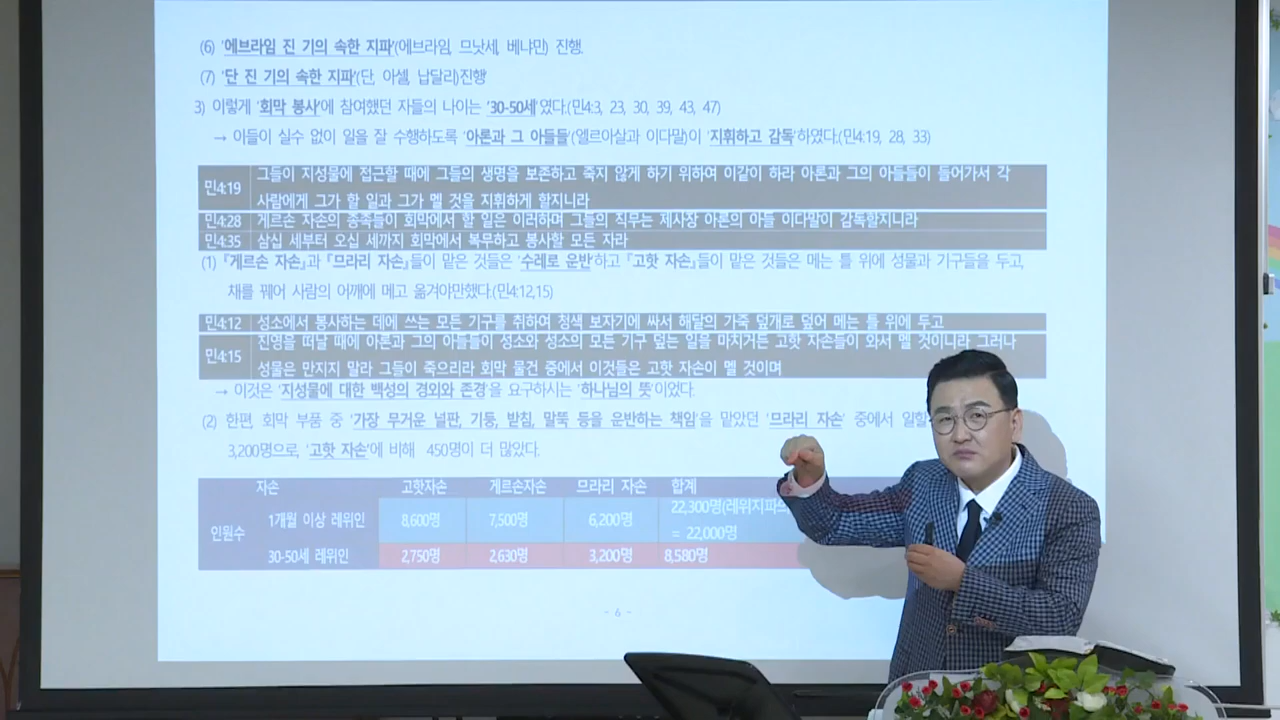 (6) '에브라임 진 기의 속한 지파'(에브라임, 므낫세, 베냐민) 진행.
(7) '단 진 기의 속한 지파'(단, 아셀, 납달리)진행
3) 이렇게 '회막 봉사'에 참여했던 자들의 나이는 '30-50세'였다.(민4:3, 23, 30, 39, 43, 47)
→ 이들이 실수 없이 일을 잘 수행하도록 '아론과 그 아들들'(엘르아살과 이다말)이 '지휘하고 감독'하였다.(민4:19, 28, 33)
민4:19 그들이 지성물에 접근할 때에 그들의 생명을 보존하고 죽지 않게 하기 위하여 이같이 하라 아론과 그의 아들들이 들어가서 각
사람에게 그가 할 일과 그가 멜 것을 지휘하게 할지니라
민4:28 게르손 자손의 종족들이 회막에서 할 일은 이러하며 그들의 직무는 제사장 아론의 아들 이다말이 감독할지니라
민4:35 삼십 세부터 오십 세까지 회막에서 복무하고 봉사할 모든 자라
(1) 『게르손 자손』과 『므라리 자손』들이 맡은 것들은 '수레로 운반'하고 『고핫 자손』들이 맡은 것들은 메는 틀 위에 성물과 기구들을 두고,
채를 꿰어 사람의 어깨에 메고 옮겨야만했다.(민4:12,15)
민4:12 성소에서 봉사하는 데에 쓰는 모든 기구를 취하여 청색 보자기에 싸서 해달의 가죽 덮개로 덮어 메는 틀 위에 두고
민4:15 진영을 떠날 때에 아론과 그의 아들들이 성소와 성소의 모든 기구 덮는 일을 마치거든 고핫 자손들이 와서 멜 것이니라 그러나
성물은 만지지 말라 그들이 죽으리라 회막 물건 중에서 이것들은 고핫 자손이 멜 것이며
→ 이것은 '지성물에 대한 백성의 경외와 존경'을 요구하시는 '하나님의 뜻'이었다.
(2) 한편, 회막 부품 중 '가장 무거운 널판, 기둥, 받침, 말뚝 등을 운반하는 책임'을 맡았던 '므라리 자손' 중에서 일할
3,200명으로, '고핫 자손'에 비해 450명이 더 많았다.
자손 고핫자손 게르손자손 므라리 자손 합계
인원수 1개월 이상 레위인 8,600명 7,500명 6,200명 22,300명(레위지파의
= 22,000명
30-50세 레위인 2,750명 2,630명 3,200명 8,580명
- 6 -